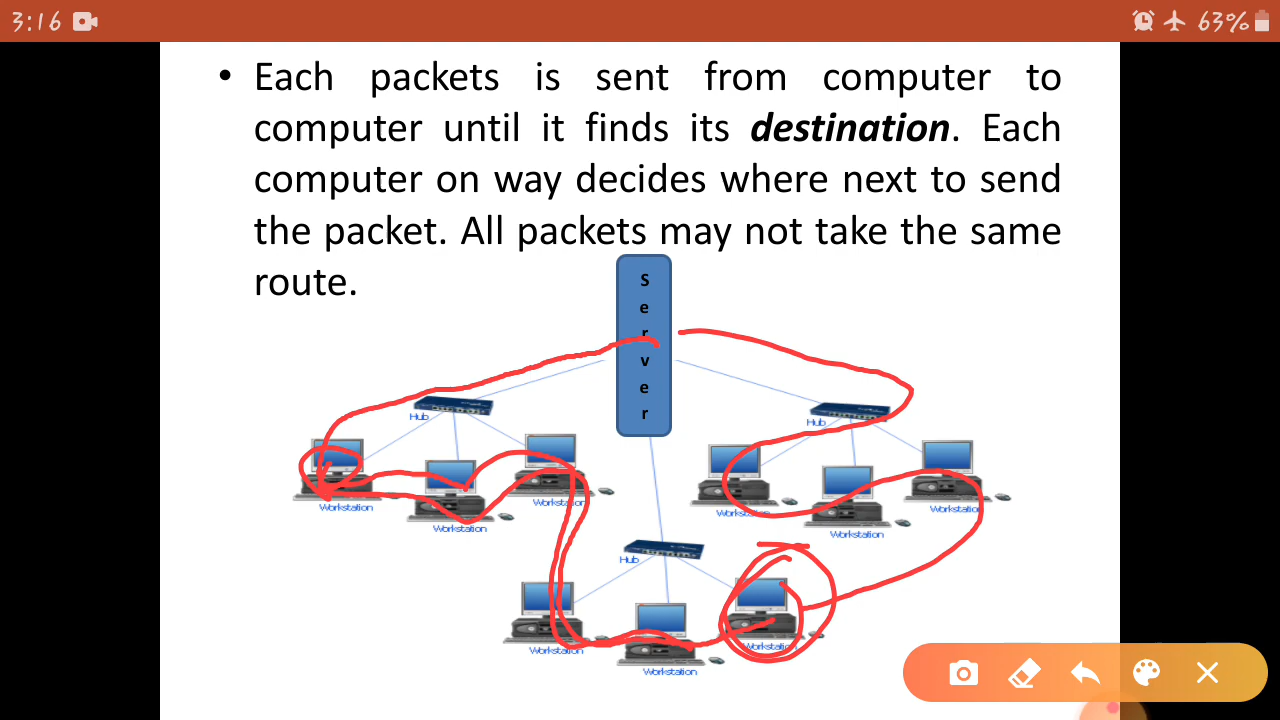 3:16 63%
• Each packets is sent from computer to
computer until it finds its destination. Each
computer on way decides where next to send
the packet. All packets may not take the same
route.
S
e
r
v
e
r
Hub
Hub
Workstation
Workstation
Workstation
Workstation
Workstation
Workstation
Hub
Workstation
Workstation
Workstation